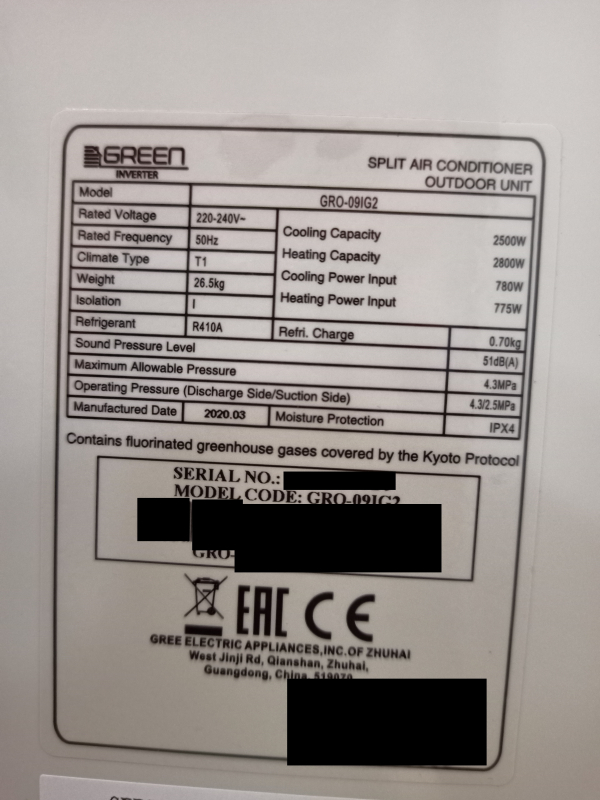 GREEN
INVERTER
SPLIT AIR CONDITIONER
OUTDOOR UNIT
Model GRO-09IG2
Rated Voltage 220-240V~
Rated Frequency 50Hz
Climate Type T1
Weight 26.5kg
Isolation I
Cooling Capacity 2500W
Heating Capacity 2800W
Cooling Power Input 780W
Heating Power Input 775W
Refrigerant R410A Refri. Charge 0.70kg
Sound Pressure Level 51dB(A)
Maximum Allowable Pressure 4.3MPa
Operating Pressure (Discharge Side/Suction Side) 4.3/2.5MPa
Manufactured Date 2020.03 Moisture Protection IPX4
Contains fluorinated greenhouse gases covered by the Kyoto Protocol
SERIAL NO.:
MODEL CODE: GRO-09IG2
GRO-
EAC CE
GREE ELECTRIC APPLIANCES,INC.OF ZHUHAI
West Jinji Rd, Qianshan, Zhuhai,
Guangdong, China, 519070